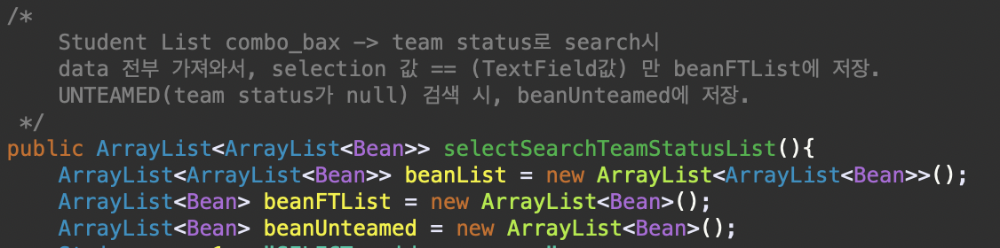 /*
Student List combo_bax -> team status로 search시
data 전부 가져와서, selection 값 == (TextField값) 만 beanFTList에 저장.
UNTEAMED(team status가 null) 검색 시, beanUnteamed에 저장.
*/
public ArrayList<ArrayList<Bean>> selectSearchTeamStatusList(){
ArrayList<ArrayList<Bean>> beanList = new ArrayList<ArrayList<Bean>>();
ArrayList<Bean> beanFTList = new ArrayList<Bean>();
ArrayList<Bean> beanUnteamed = new ArrayList<Bean>();